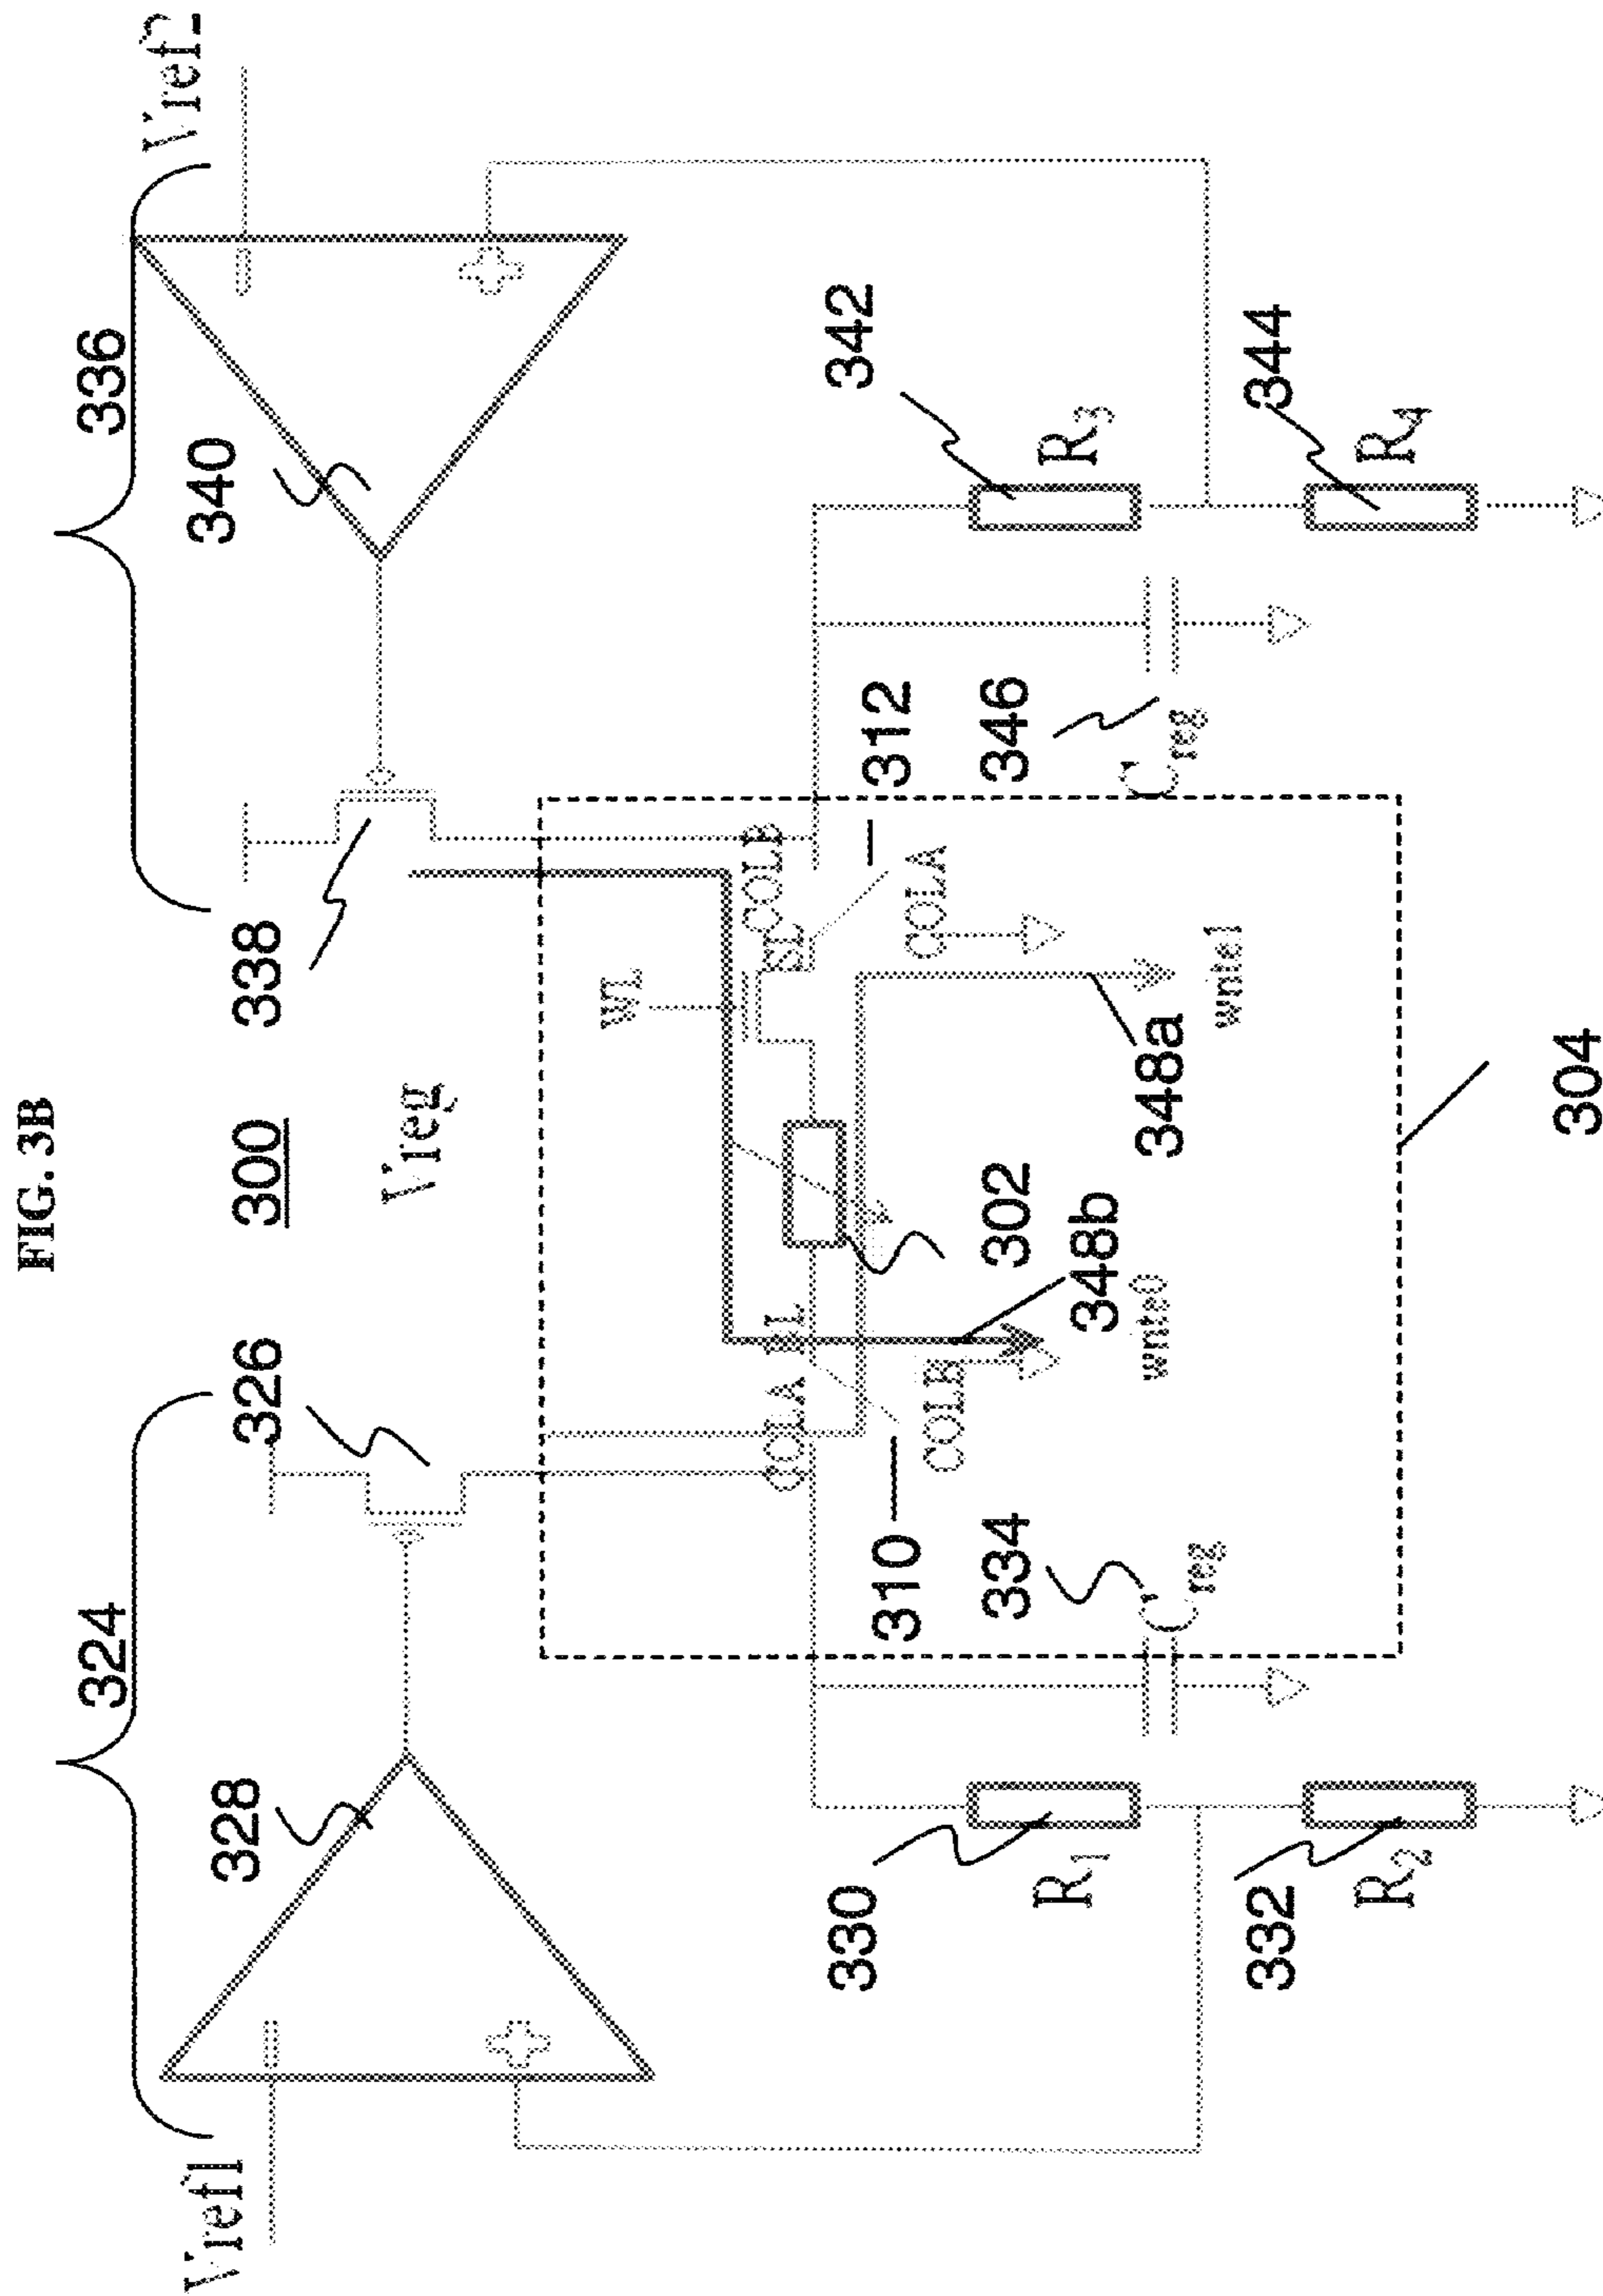 FIG. 3B
300
324
336
Vref1
328
326
Vreg
338
340
Vref2
WL
COLA
BL
SL
COLB
310
302
312
COLB
COLA
330
R1
332
R2
334
Creg
write0
348b
348a
write1
346
Creg
342
R3
344
R4
304